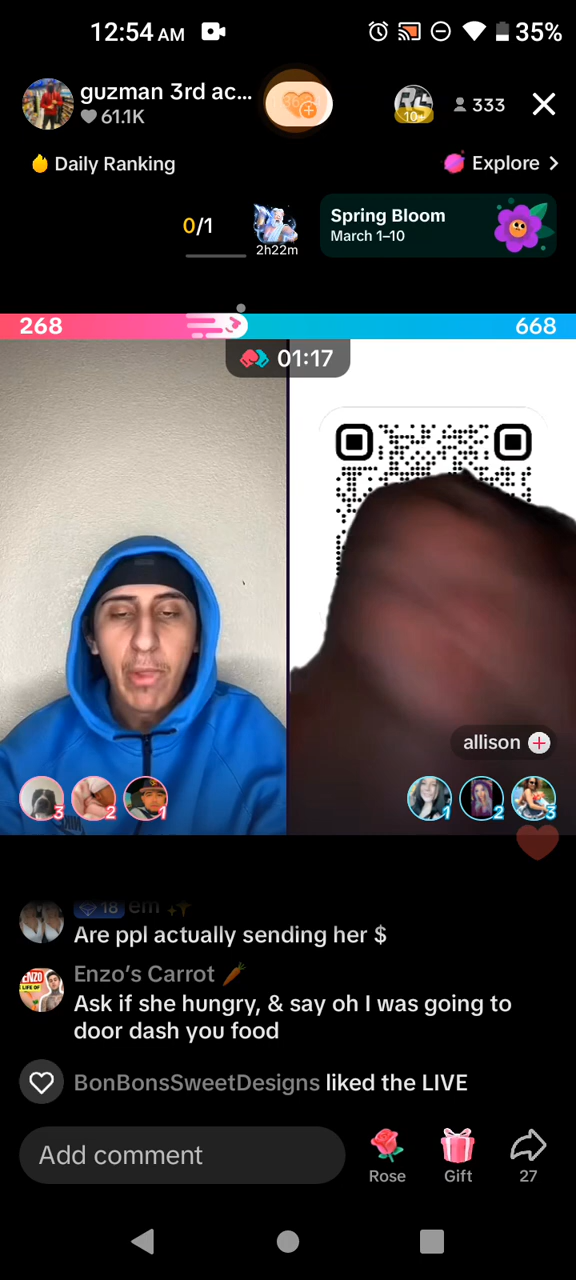 12:54 AM
35%
guzman 3rd ac...
61.1K
10+
333
Daily Ranking
Explore >
0/1
2h22m
Spring Bloom
March 1–10
268
668
01:17
allison
3
2
1
1
2
3
18 em
Are ppl actually sending her $
Enzo's Carrot
Ask if she hungry, & say oh I was going to
door dash you food
BonBonsSweetDesigns liked the LIVE
Add comment
Rose
Gift
27